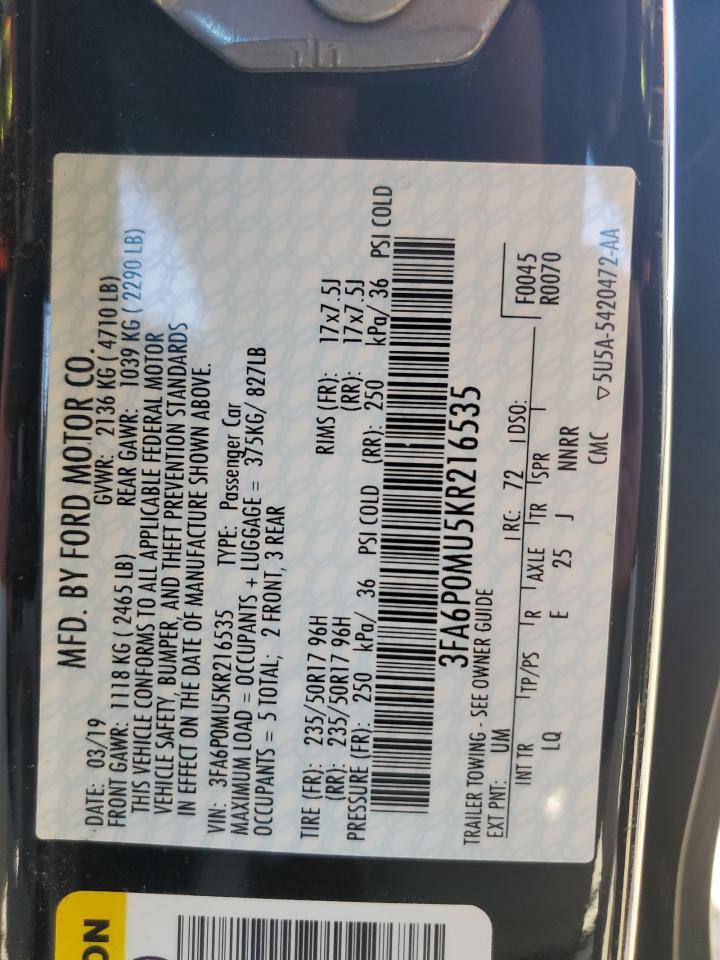 MFD. BY FORD MOTOR CO.
DATE: 03/19 GVWR: 2136 KG ( 4710 LB)
FRONT GAWR: 1118 KG ( 2465 LB) REAR GAWR: 1039 KG ( 2290 LB)
THIS VEHICLE CONFORMS TO ALL APPLICABLE FEDERAL MOTOR
VEHICLE SAFETY, BUMPER, AND THEFT PREVENTION STANDARDS
IN EFFECT ON THE DATE OF MANUFACTURE SHOWN ABOVE.
VIN: 3FA6P0MU5KR216535 TYPE: Passenger Car
MAXIMUM LOAD = OCCUPANTS + LUGGAGE = 375KG/ 827LB
OCCUPANTS = 5 TOTAL; 2 FRONT, 3 REAR
TIRE (FR): 235/50R17 96H RIMS (FR): 17x7.5J
(RR): 235/50R17 96H (RR): 17x7.5J
PRESSURE (FR): 250 kPa/ 36 PSI COLD (RR): 250 kPa/ 36 PSI COLD
3FA6P0MU5KR216535
TRAILER TOWING - SEE OWNER GUIDE
EXT PNT: UM RC: 72 DSO: F0045
R0070
INT TR TP/PS R AXLE TR SPR
LQ E 25 J NNRR
CMC ▽5U5A-5420472-AA
ON